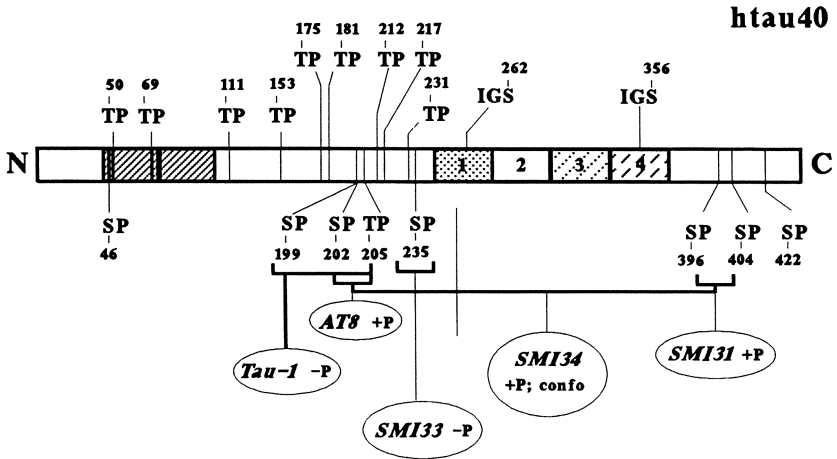 htau40
175 181 212 217
TP TP TP TP
50 69 111 153 231 262 356
TP TP TP TP TP IGS IGS
N 1 2 3 4 C
SP SP SP TP SP SP SP SP
46 199 202 205 235 396 404 422
AT8 +P
Tau-1 -P
SMI34
+P; confo
SMI31 +P
SMI33 -P